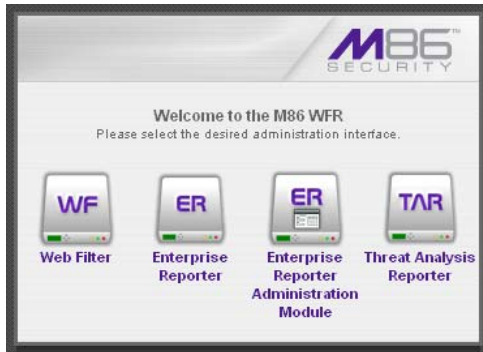 M86™
SECURITY
Welcome to the M86 WFR
Please select the desired administration interface.
WF
ER
ER
TAR
Web Filter
Enterprise
Reporter
Enterprise
Reporter
Administration
Module
Threat Analysis
Reporter